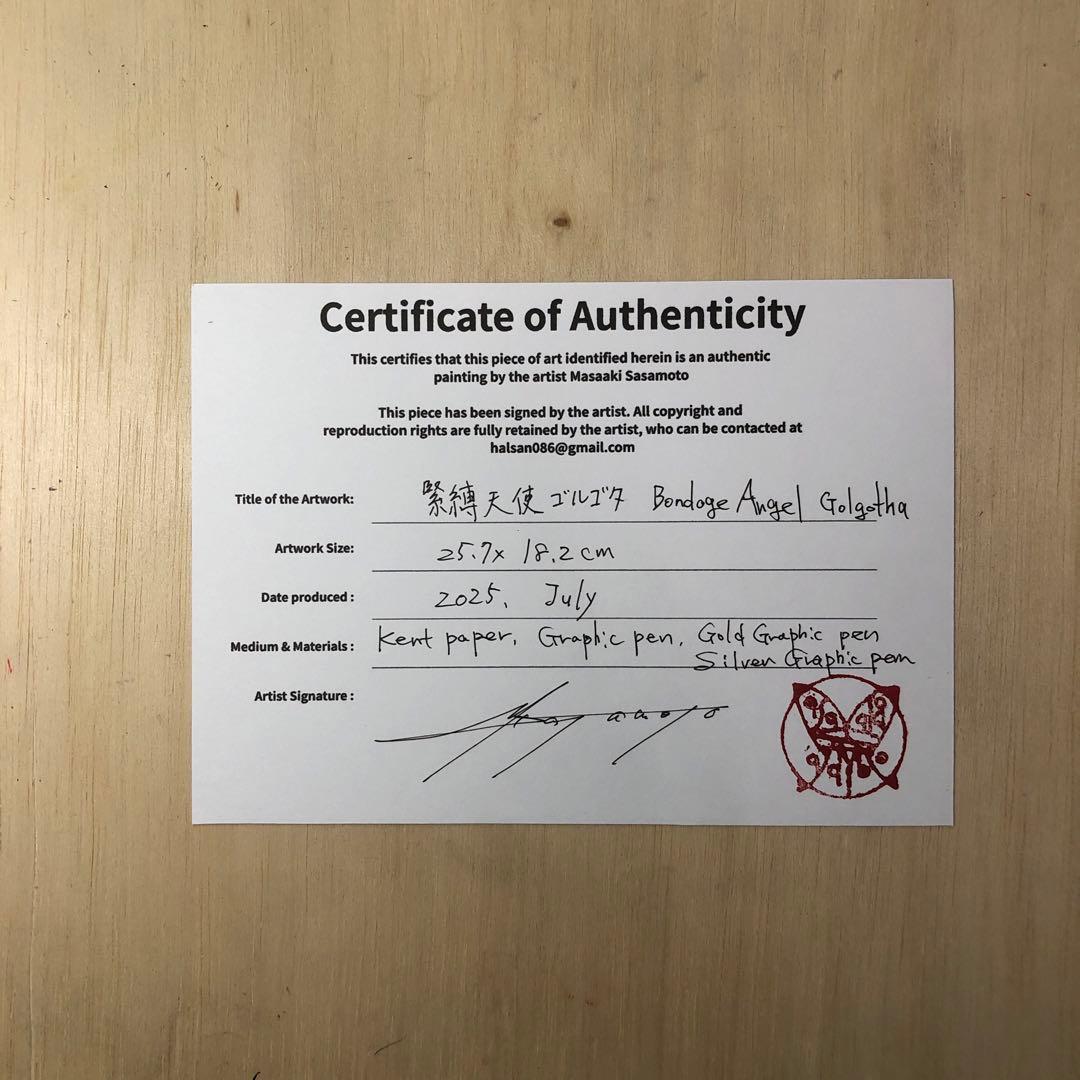 Certificate of Authenticity
This certifies that this piece of art identified herein is an authentic
painting by the artist Masaaki Sasamoto
This piece has been signed by the artist. All copyright and
reproduction rights are fully retained by the artist, who can be contacted at
halsan086@gmail.com
Title of the Artwork: 緊縛天使ゴルゴタ Bondoge Angel Golgotha
Artwork Size: 25.7x 18.2cm
Date produced : 2025, July
Medium & Materials : Kent paper, Graphic pen, Gold Graphic pen
Silver Graphic pen
Artist Signature :